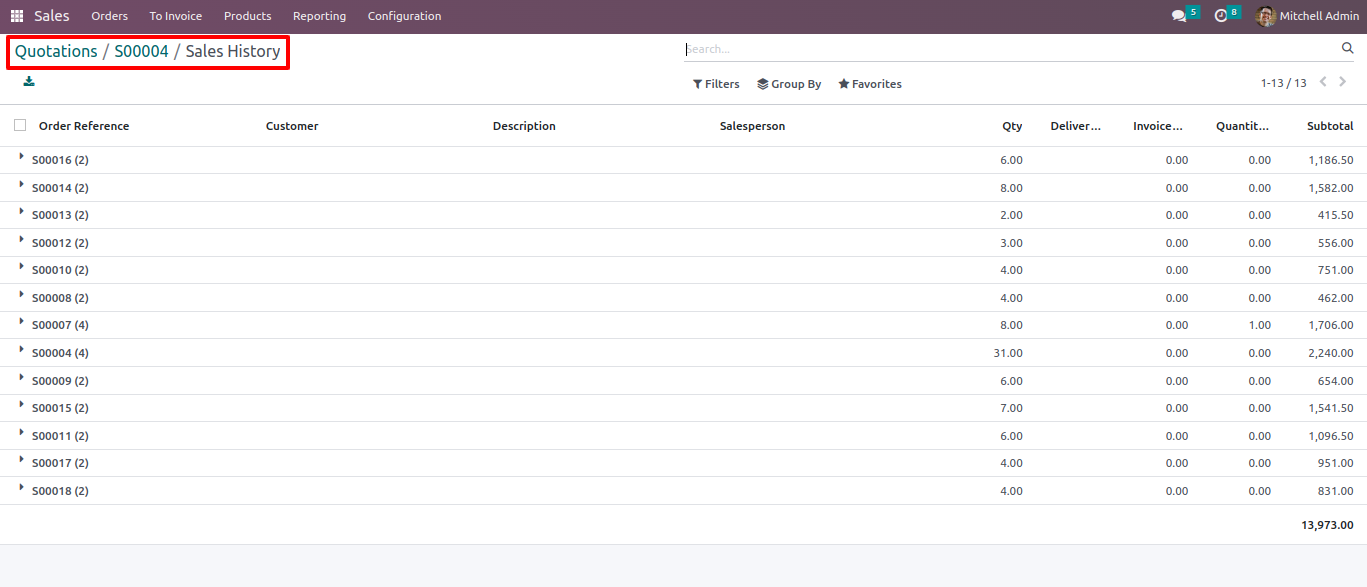 Sales Orders To Invoice Products Reporting Configuration 5 8 Mitchell Admin
Quotations / S00004 / Sales History Search...
Filters Group By Favorites 1-13 / 13
Order Reference Customer Description Salesperson Qty Deliver... Invoice... Quantit... Subtotal
S00016 (2) 6.00 0.00 0.00 1,186.50
S00014 (2) 8.00 0.00 0.00 1,582.00
S00013 (2) 2.00 0.00 0.00 415.50
S00012 (2) 3.00 0.00 0.00 556.00
S00010 (2) 4.00 0.00 0.00 751.00
S00008 (2) 4.00 0.00 0.00 462.00
S00007 (4) 8.00 0.00 1.00 1,706.00
S00004 (4) 31.00 0.00 0.00 2,240.00
S00009 (2) 6.00 0.00 0.00 654.00
S00015 (2) 7.00 0.00 0.00 1,541.50
S00011 (2) 6.00 0.00 0.00 1,096.50
S00017 (2) 4.00 0.00 0.00 951.00
S00018 (2) 4.00 0.00 0.00 831.00
13,973.00